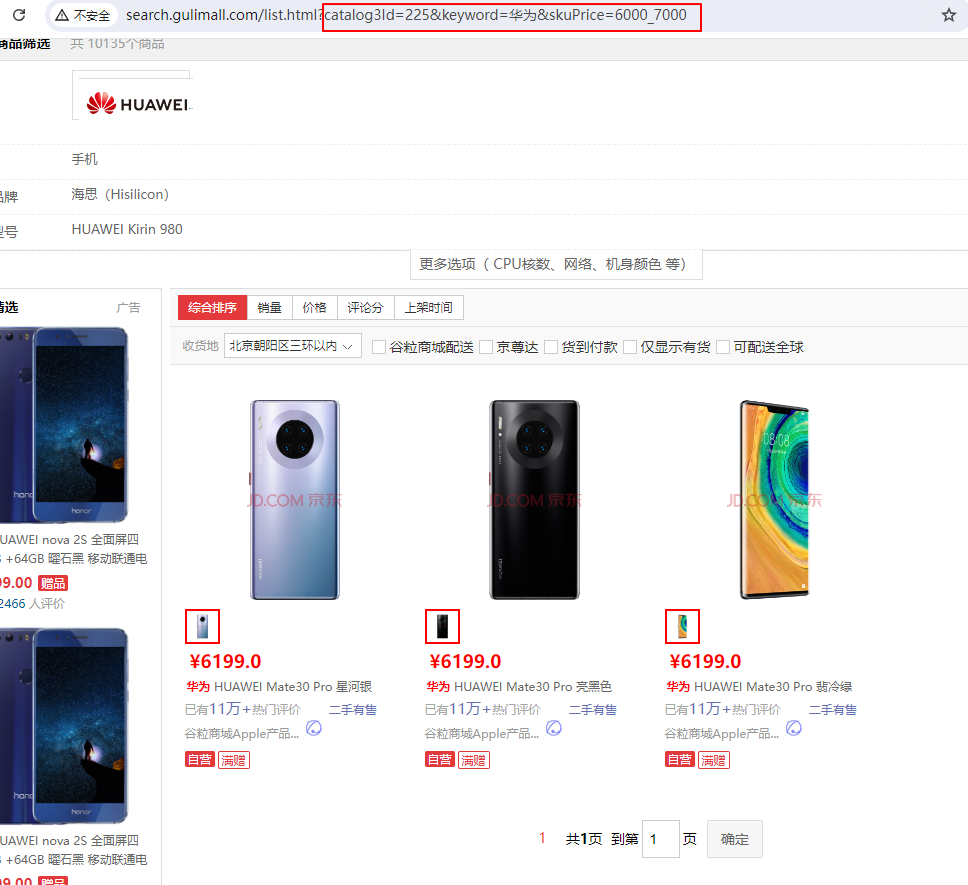 不安全 search.gulimall.com/list.html?catalog3Id=225&keyword=华为&skuPrice=6000_7000
商品筛选 共 10135个商品
HUAWEI
手机
品牌 海思（Hisilicon）
型号 HUAWEI Kirin 980
更多选项（ CPU核数、网络、机身颜色 等）
精选 广告
综合排序 销量 价格 评论分 上架时间
收货地 北京朝阳区三环以内 谷粒商城配送 京尊达 货到付款 仅显示有货 可配送全球
honor
honor
UAWEI nova 2S 全面屏四
+64GB 曜石黑 移动联通电
99.00 赠品
2466 人评价
honor
honor
UAWEI nova 2S 全面屏四
+64GB 曜石黑 移动联通电
99.00 赠品
JD.COM 京东
¥6199.0
华为 HUAWEI Mate30 Pro 星河银
已有11万+热门评价 二手有售
谷粒商城Apple产品...
自营 满赠
JD.COM 京东
¥6199.0
华为 HUAWEI Mate30 Pro 亮黑色
已有11万+热门评价 二手有售
谷粒商城Apple产品...
自营 满赠
08:08
JD.COM 京东
¥6199.0
华为 HUAWEI Mate30 Pro 翡冷绿
已有11万+热门评价 二手有售
谷粒商城Apple产品...
自营 满赠
1 共1页 到第 1 页 确定